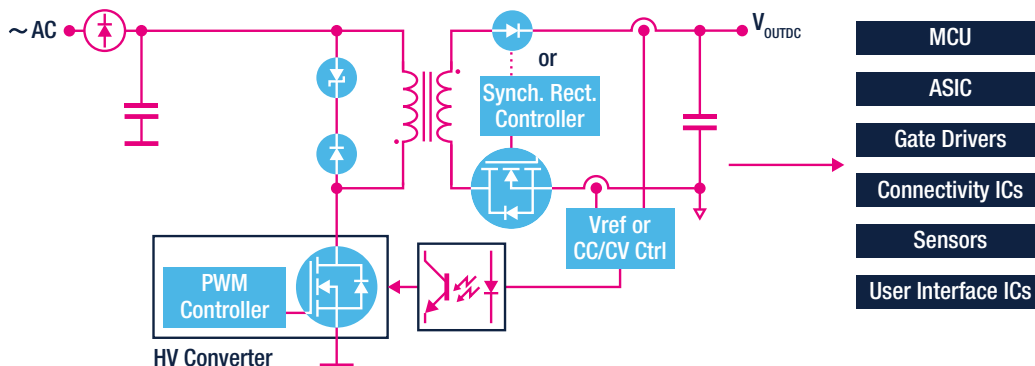 ~ AC
or
Synch. Rect.
Controller
VOUTDC
Vref or
CC/CV Ctrl
PWM
Controller
HV Converter
MCU
ASIC
Gate Drivers
Connectivity ICs
Sensors
User Interface ICs